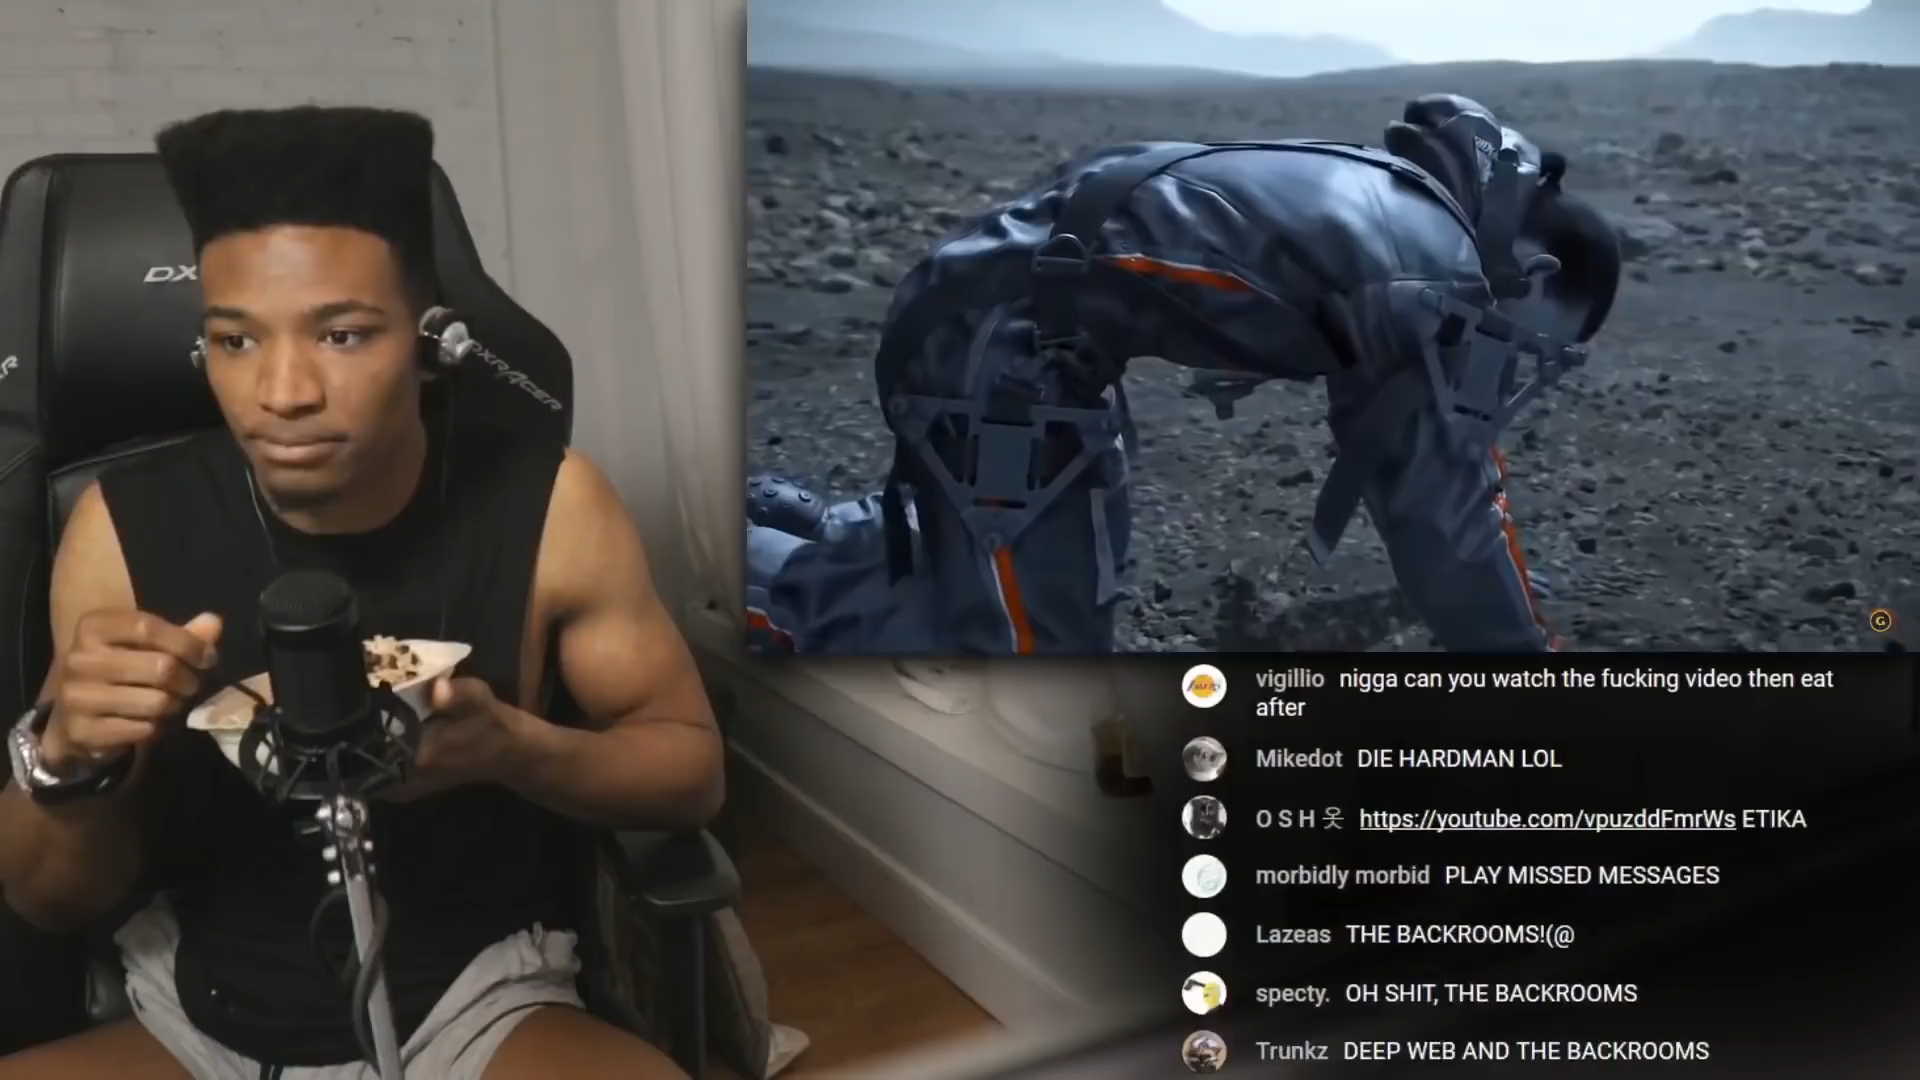 DX
DXRACER
R
G
vigillio nigga can you watch the fucking video then eat
after
Mikedot DIE HARDMAN LOL
O S H 옷 https://youtube.com/vpuzddFmrWs ETIKA
morbidly morbid PLAY MISSED MESSAGES
Lazeas THE BACKROOMS!(@
specty. OH SHIT, THE BACKROOMS
Trunkz DEEP WEB AND THE BACKROOMS